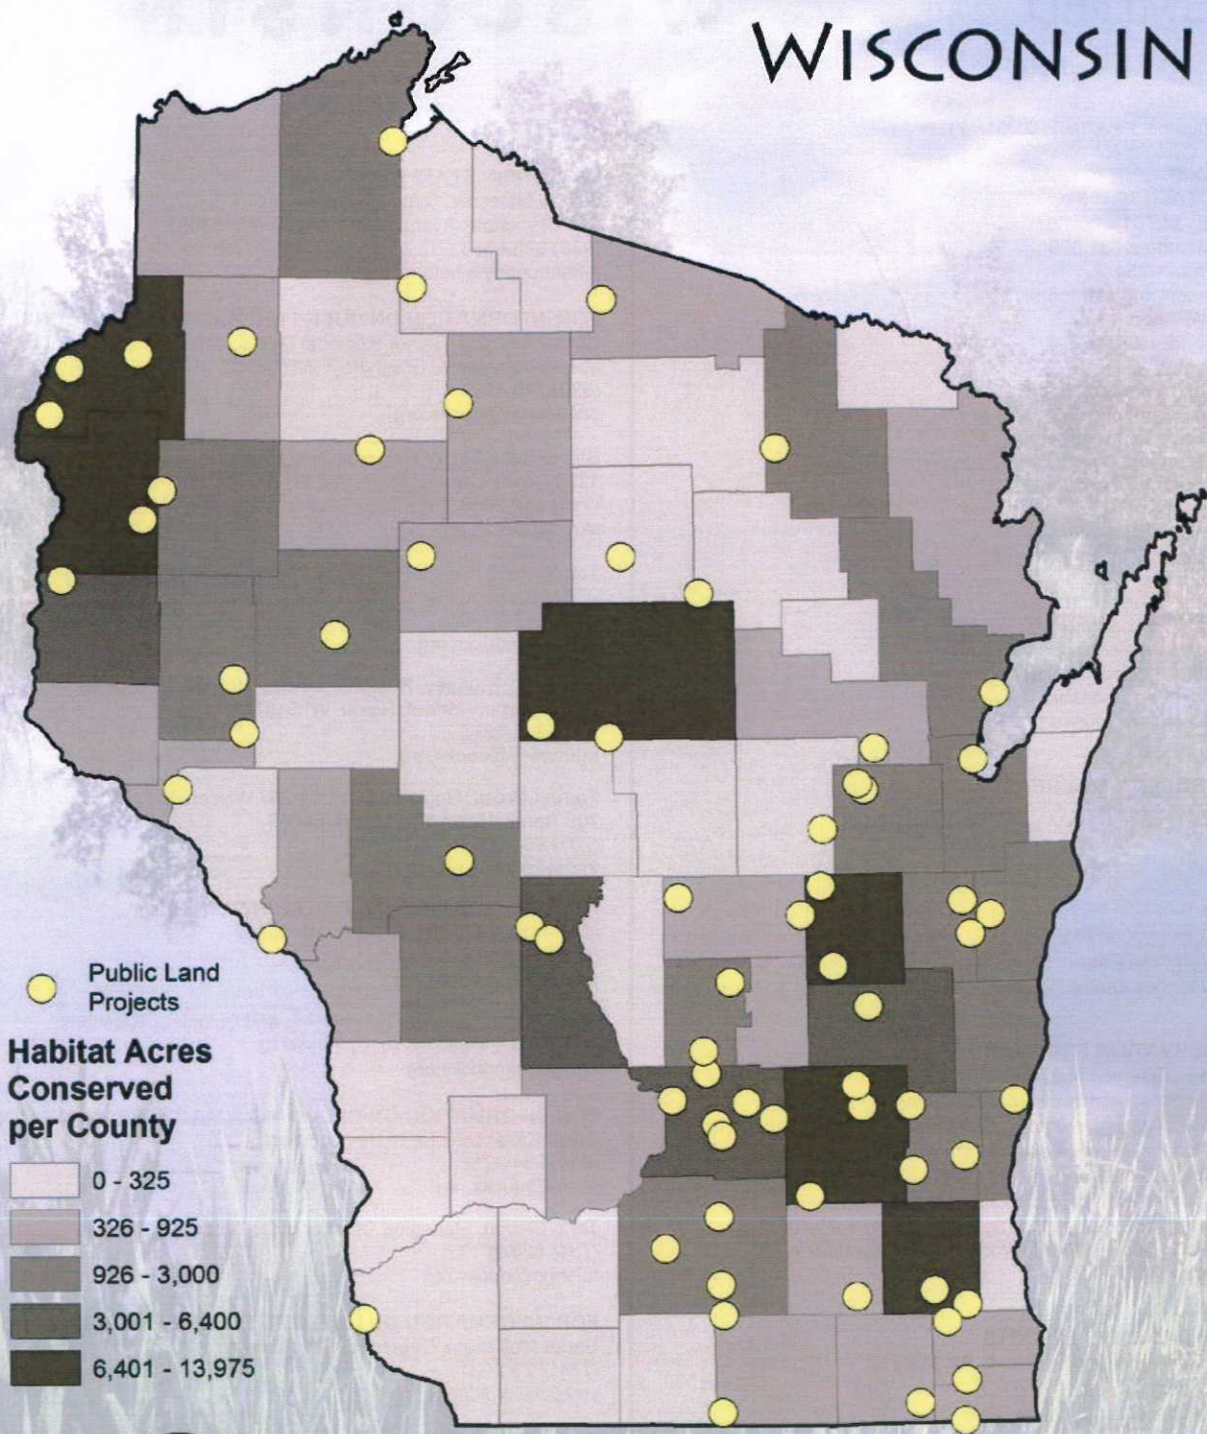 WISCONSIN
Public Land
Projects
Habitat Acres
Conserved
per County
0 - 325
326 - 925
926 - 3,000
3,001 - 6,400
6,401 - 13,975